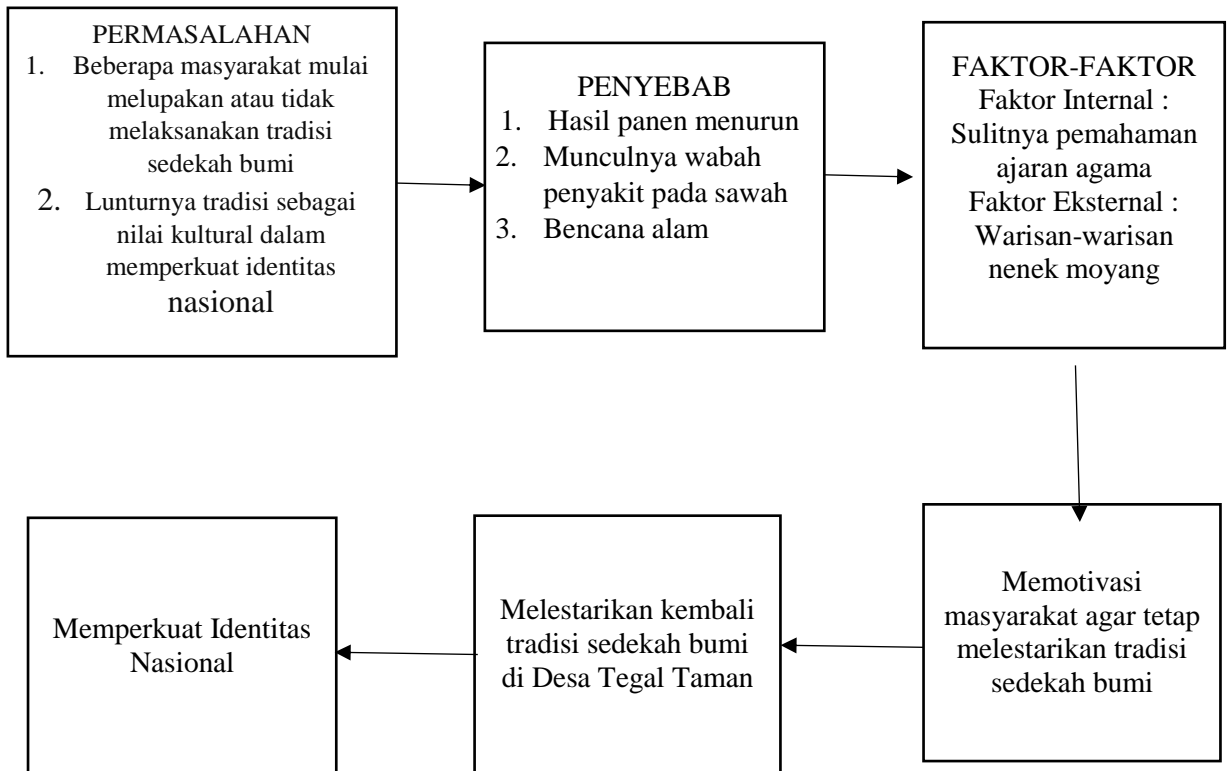 PERMASALAHAN
1. Beberapa masyarakat mulai
melupakan atau tidak
melaksanakan tradisi
sedekah bumi
2. Lunturnya tradisi sebagai
nilai kultural dalam
memperkuat identitas
nasional
PENYEBAB
1. Hasil panen menurun
2. Munculnya wabah
penyakit pada sawah
3. Bencana alam
FAKTOR-FAKTOR
Faktor Internal :
Sulitnya pemahaman
ajaran agama
Faktor Eksternal :
Warisan-warisan
nenek moyang
Memotivasi
masyarakat agar tetap
melestarikan tradisi
sedekah bumi
Melestarikan kembali
tradisi sedekah bumi
di Desa Tegal Taman
Memperkuat Identitas
Nasional